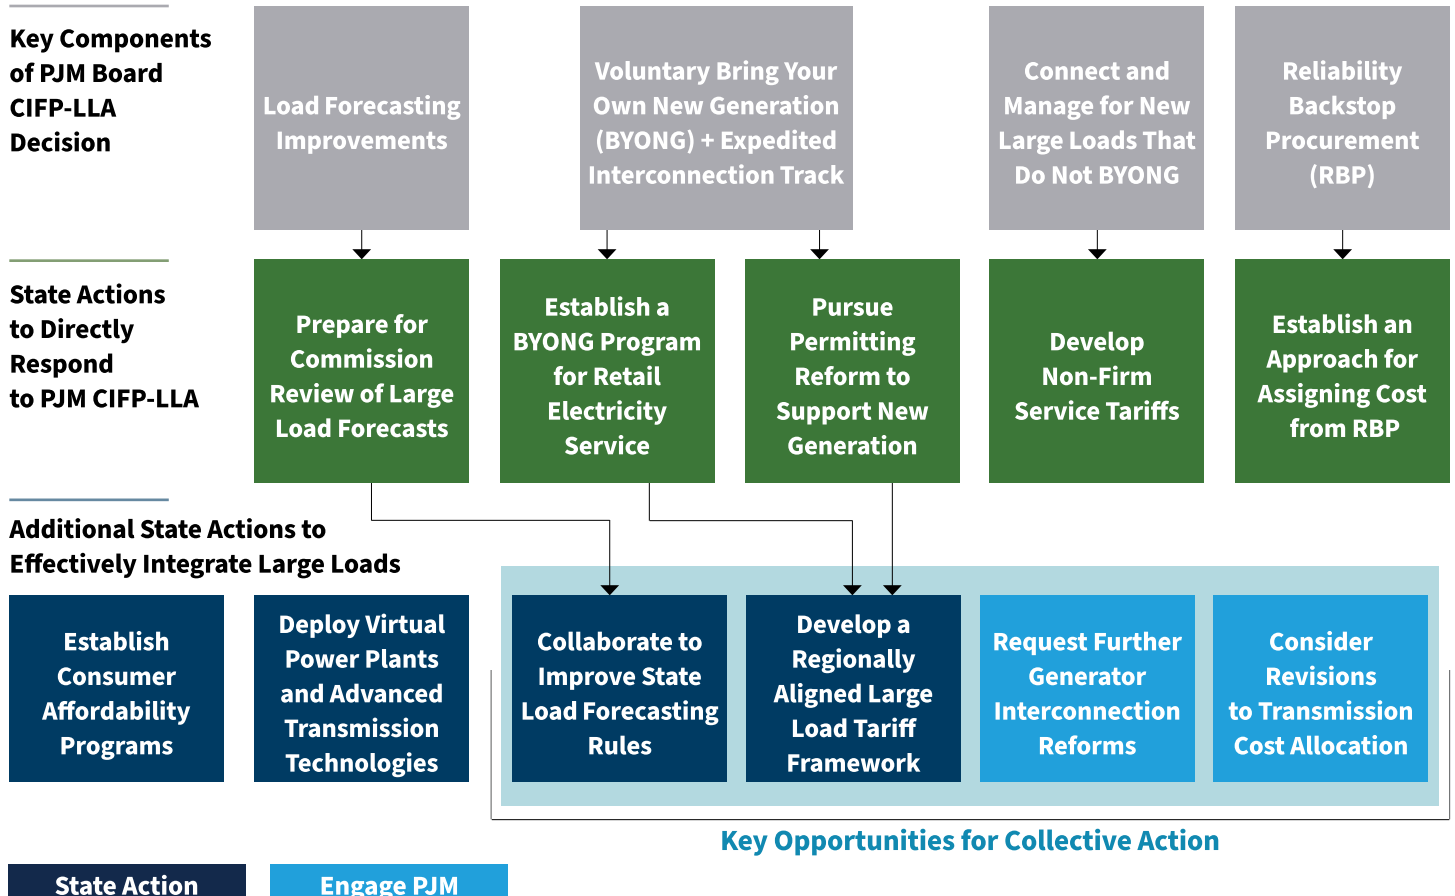 Key Components
of PJM Board
CIFP-LLA
Decision
Load Forecasting
Improvements
Voluntary Bring Your
Own New Generation
(BYONG) + Expedited
Interconnection Track
Connect and
Manage for New
Large Loads That
Do Not BYONG
Reliability
Backstop
Procurement
(RBP)
State Actions
to Directly
Respond
to PJM CIFP-LLA
Prepare for
Commission
Review of Large
Load Forecasts
Establish a
BYONG Program
for Retail
Electricity
Service
Pursue
Permitting
Reform to
Support New
Generation
Develop
Non-Firm
Service Tariffs
Establish an
Approach for
Assigning Cost
from RBP
Additional State Actions to
Effectively Integrate Large Loads
Establish
Consumer
Affordability
Programs
Deploy Virtual
Power Plants
and Advanced
Transmission
Technologies
Collaborate to
Improve State
Load Forecasting
Rules
Develop a
Regionally
Aligned Large
Load Tariff
Framework
Request Further
Generator
Interconnection
Reforms
Consider
Revisions
to Transmission
Cost Allocation
Key Opportunities for Collective Action
State Action
Engage PJM